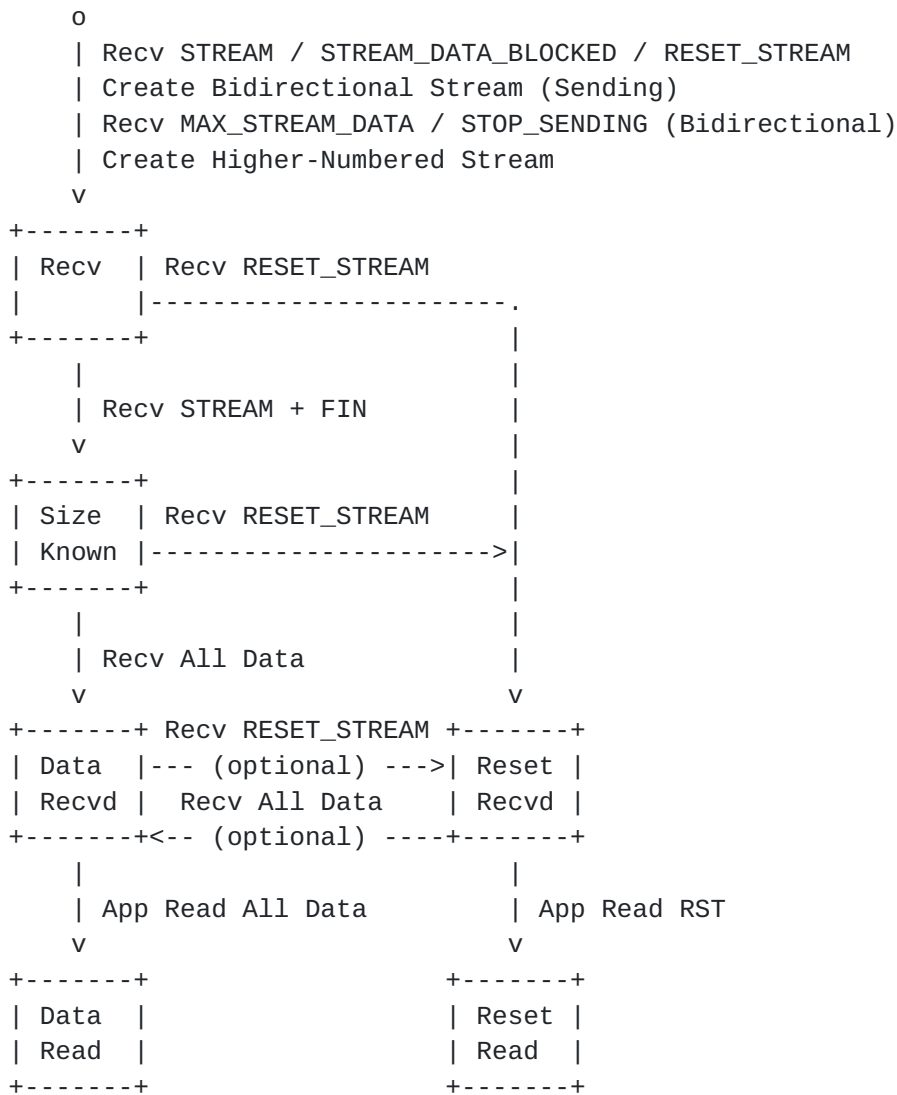 o
| Recv STREAM / STREAM_DATA_BLOCKED / RESET_STREAM
| Create Bidirectional Stream (Sending)
| Recv MAX_STREAM_DATA / STOP_SENDING (Bidirectional)
| Create Higher-Numbered Stream
v
+-------+
| Recv  | Recv RESET_STREAM
|       |-----------------------.
+-------+                       |
    |                           |
    | Recv STREAM + FIN         |
    v                           |
+-------+                       |
| Size  | Recv RESET_STREAM     |
| Known |---------------------->|
+-------+                       |
    |                           |
    | Recv All Data             |
    v                           v
+-------+ Recv RESET_STREAM +-------+
| Data  |--- (optional) --->| Reset |
| Recvd |  Recv All Data    | Recvd |
+-------+<-- (optional) ----+-------+
    |                           |
    | App Read All Data         | App Read RST
    v                           v
+-------+                   +-------+
| Data  |                   | Reset |
| Read  |                   | Read  |
+-------+                   +-------+